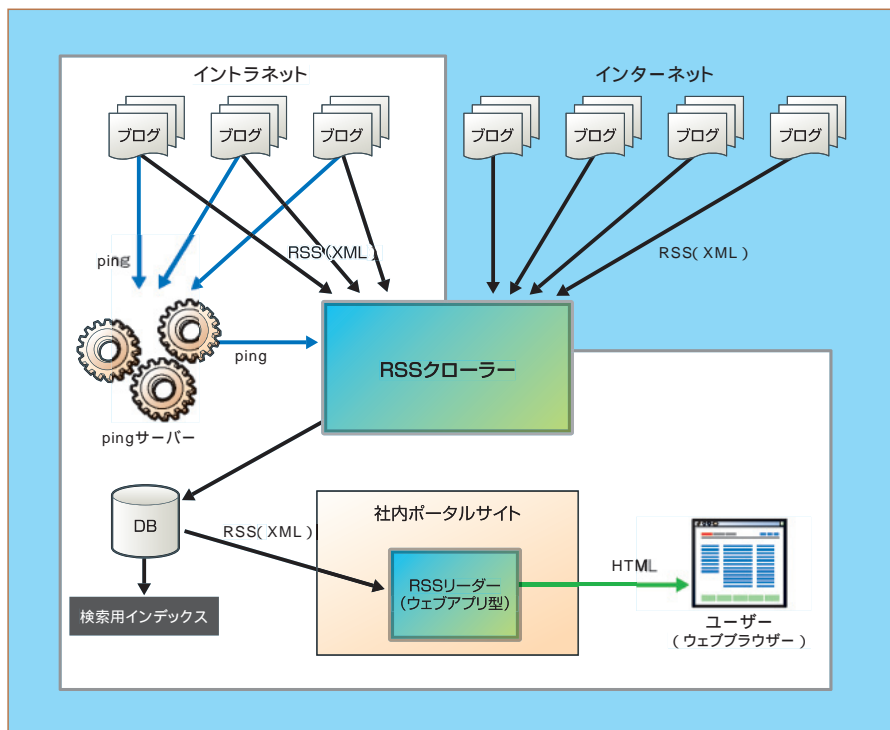 イントラネット
インターネット
ブログ
ブログ
ブログ
ブログ
ブログ
ブログ
ブログ
ping
RSS(XML)
RSS(XML)
ping
RSSクローラー
pingサーバー
DB
RSS(XML)
社内ポータルサイト
RSSリーダー
(ウェブアプリ型)
HTML
検索用インデックス
ユーザー
(ウェブブラウザー)